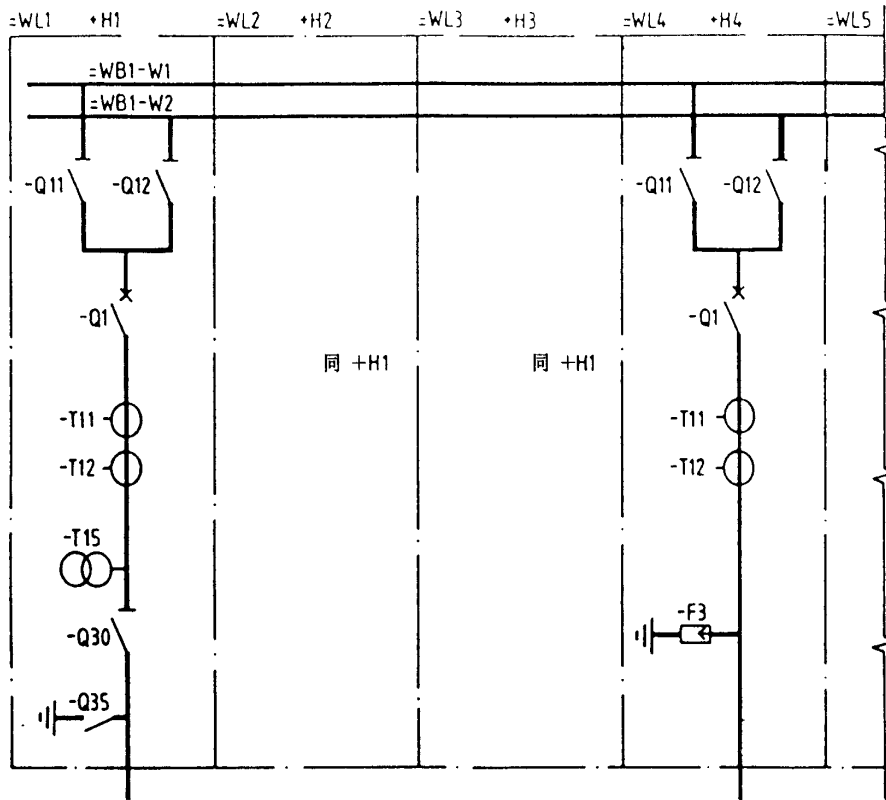 =WL1 +H1 =WL2 +H2 =WL3 +H3 =WL4 +H4 =WL5
=WB1-W1
=WB1-W2
-Q11 -Q12 -Q11 -Q12
-Q1 -Q1
同 +H1 同 +H1
-T11 -T11
-T12 -T12
-T15
-F3
-Q30
-Q35